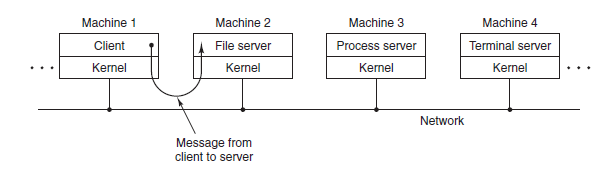 Machine 1
Machine 2
Machine 3
Machine 4
Client
File server
Process server
Terminal server
Kernel
Kernel
Kernel
Kernel
Network
Message from
client to server